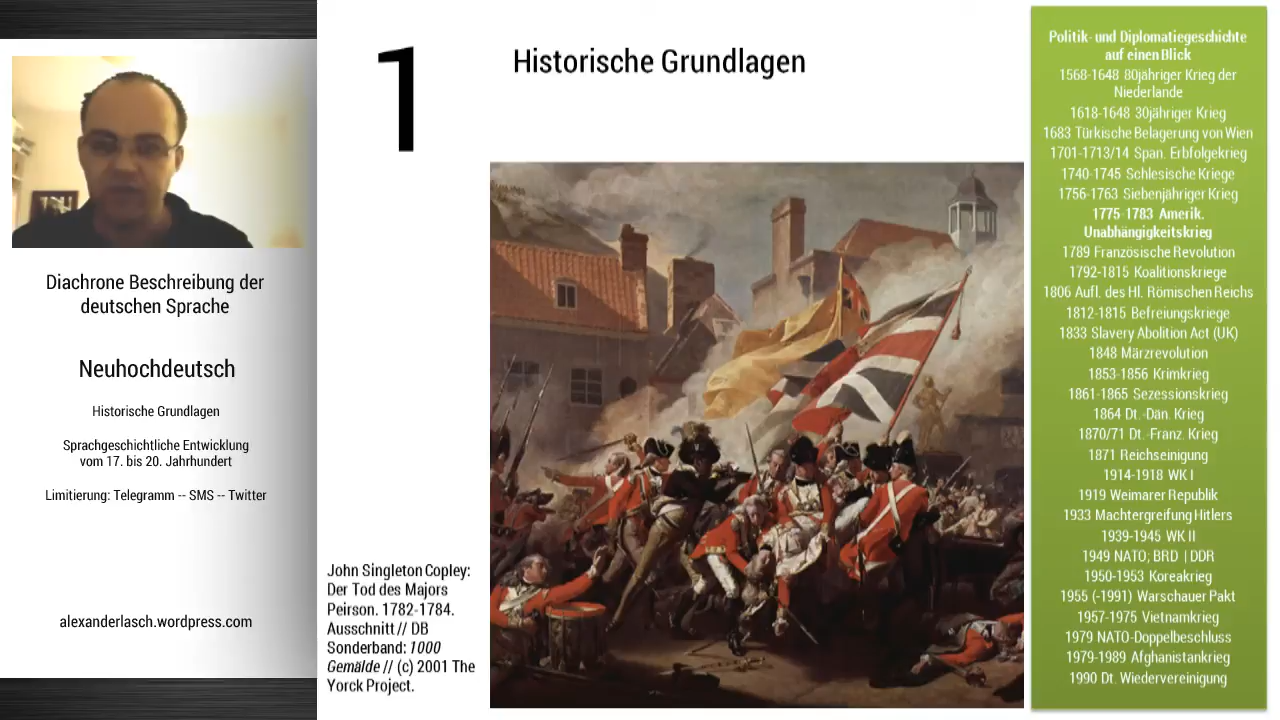 Diachrone Beschreibung der
deutschen Sprache
Neuhochdeutsch
Historische Grundlagen
Sprachgeschichtliche Entwicklung
vom 17. bis 20. Jahrhundert
Limitierung: Telegramm -- SMS -- Twitter
alexanderlasch.wordpress.com
1
Historische Grundlagen
John Singleton Copley:
Der Tod des Majors
Peirson. 1782-1784.
Ausschnitt // DB
Sonderband: 1000
Gemälde // (c) 2001 The
Yorck Project.
Politik- und Diplomatiegeschichte
auf einen Blick
1568-1648 80jähriger Krieg der
Niederlande
1618-1648 30jähriger Krieg
1683 Türkische Belagerung von Wien
1701-1713/14 Span. Erbfolgekrieg
1740-1745 Schlesische Kriege
1756-1763 Siebenjähriger Krieg
1775-1783 Amerik.
Unabhängigkeitskrieg
1789 Französische Revolution
1792-1815 Koalitionskriege
1806 Aufl. des Hl. Römischen Reichs
1812-1815 Befreiungskriege
1833 Slavery Abolition Act (UK)
1848 Märzrevolution
1853-1856 Krimkrieg
1861-1865 Sezessionskrieg
1864 Dt.-Dän. Krieg
1870/71 Dt.-Franz. Krieg
1871 Reichseinigung
1914-1918 WK I
1919 Weimarer Republik
1933 Machtergreifung Hitlers
1939-1945 WK II
1949 NATO; BRD | DDR
1950-1953 Koreakrieg
1955 (-1991) Warschauer Pakt
1957-1975 Vietnamkrieg
1979 NATO-Doppelbeschluss
1979-1989 Afghanistankrieg
1990 Dt. Wiedervereinigung